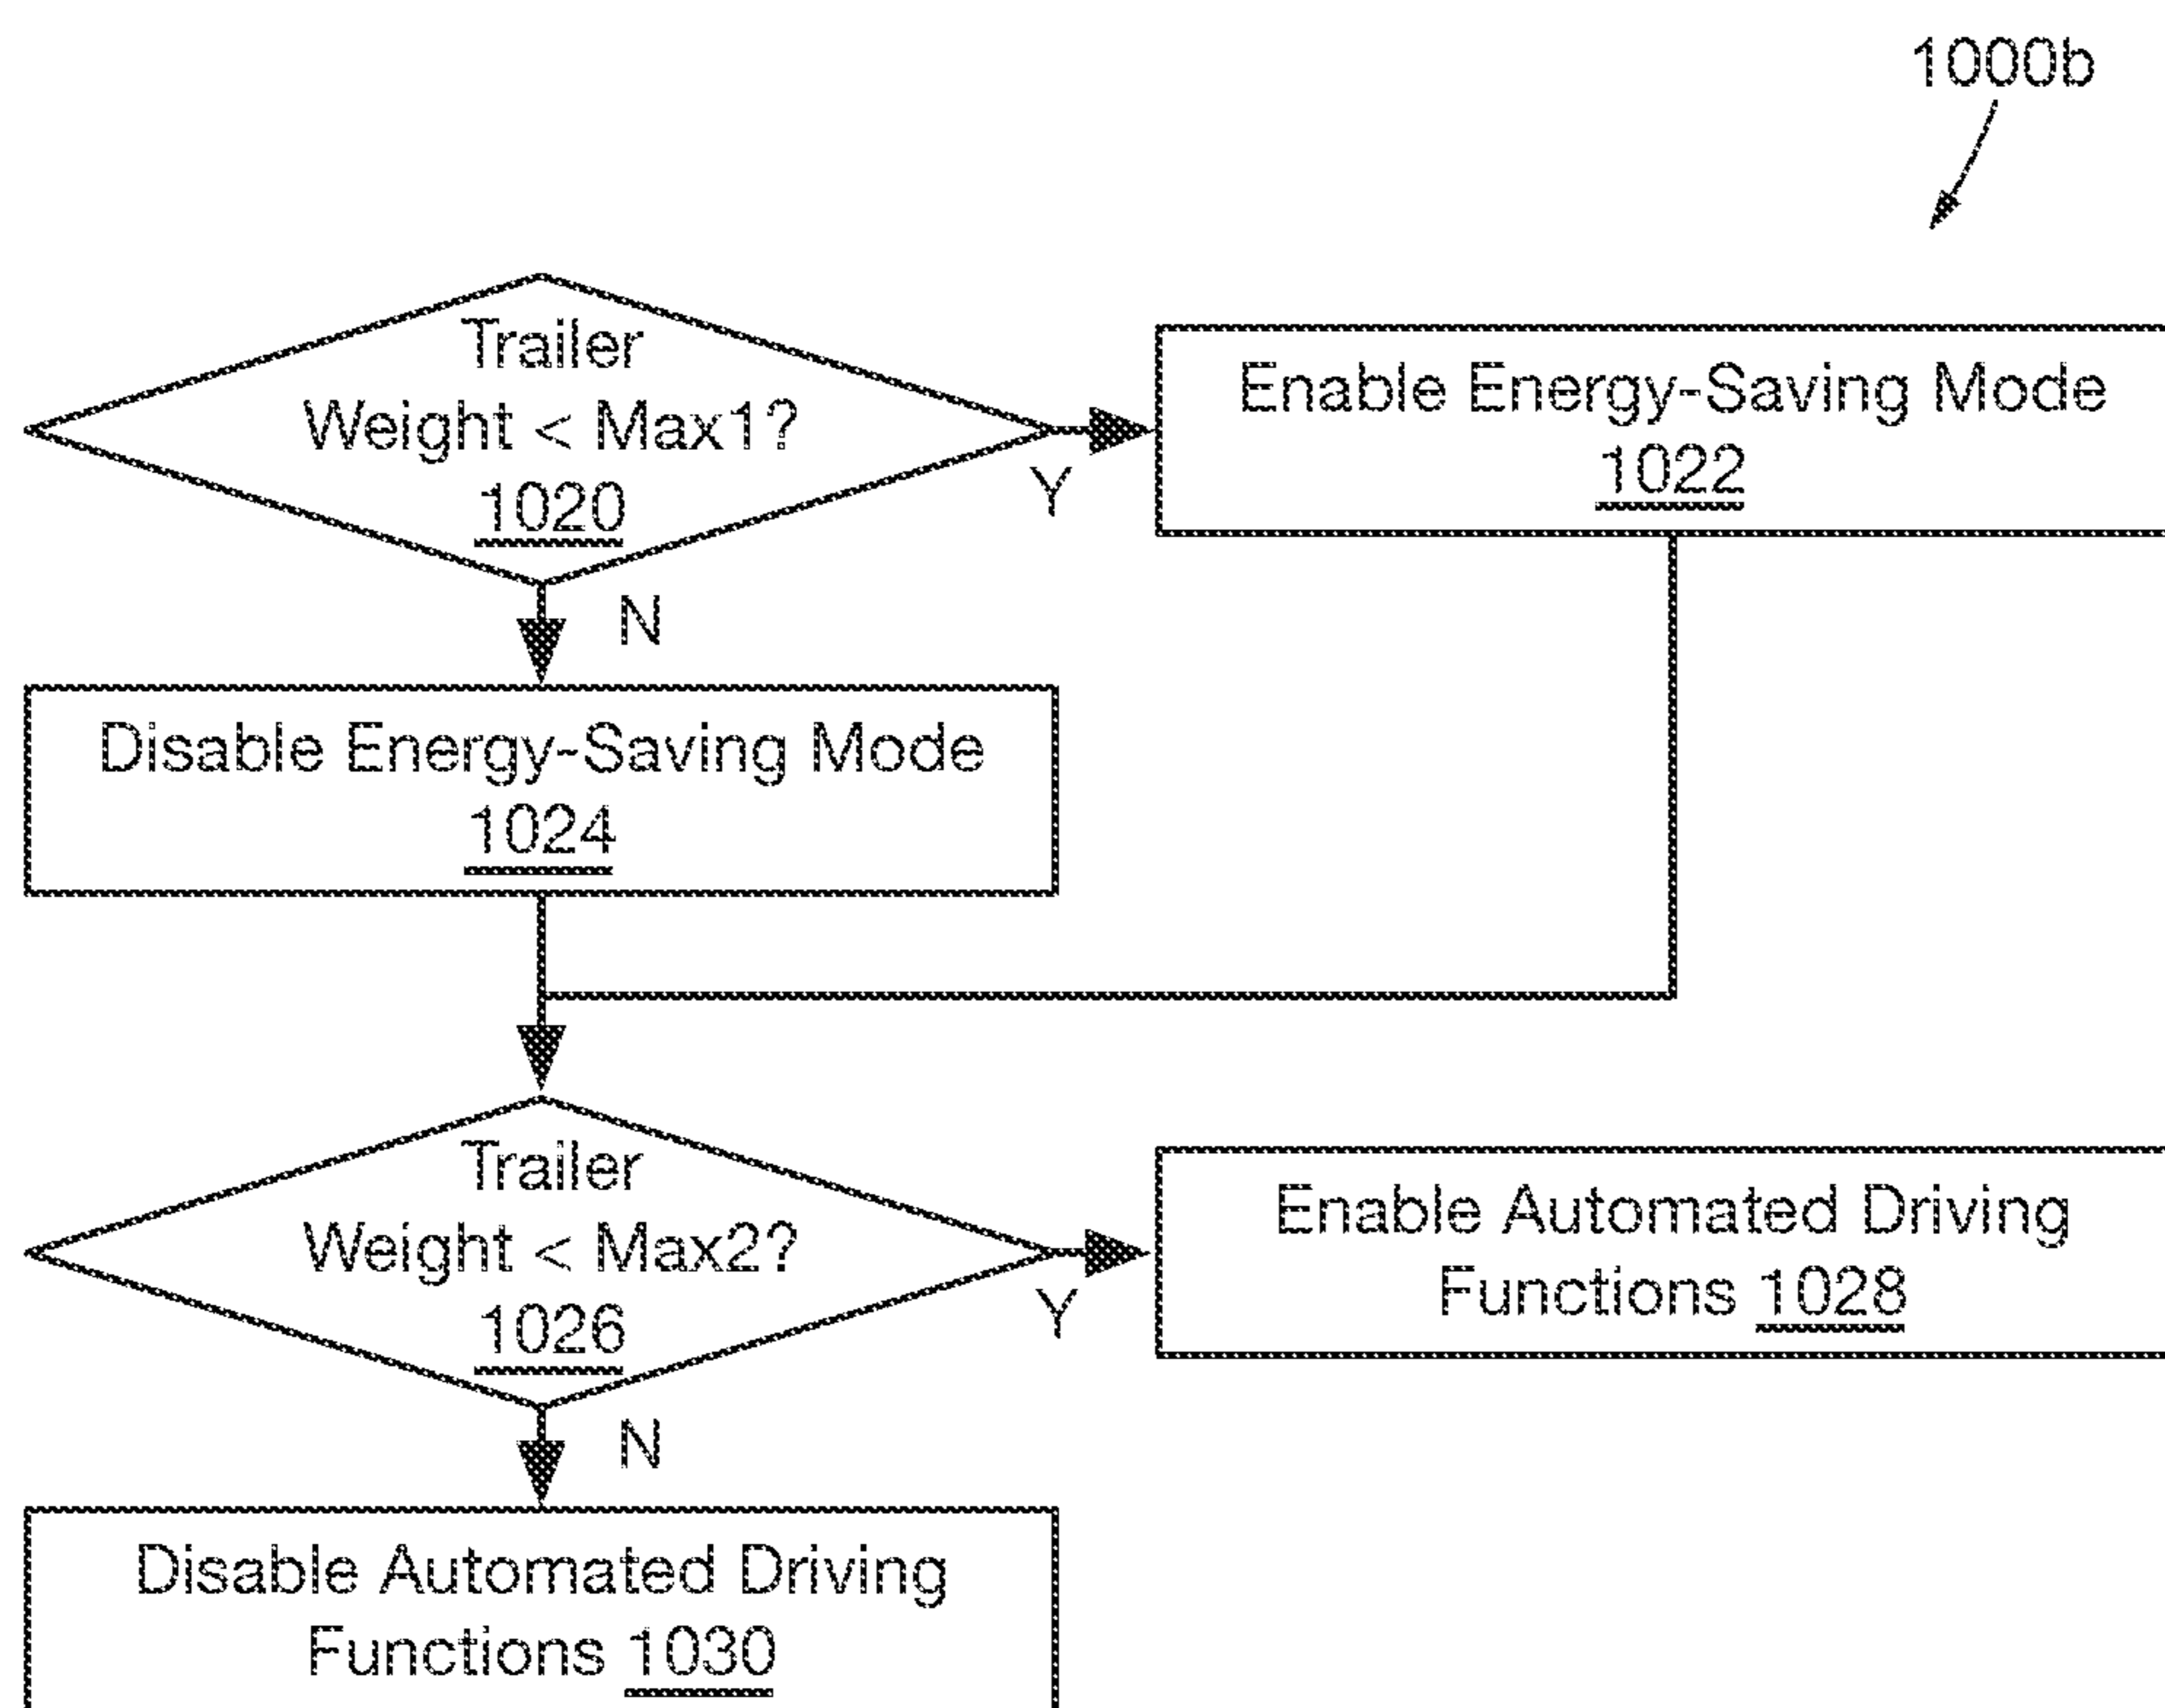 1000b
Trailer
Weight < Max1?
1020
Y
Enable Energy-Saving Mode
1022
N
Disable Energy-Saving Mode
1024
Trailer
Weight < Max2?
1026
Y
Enable Automated Driving
Functions 1028
N
Disable Automated Driving
Functions 1030